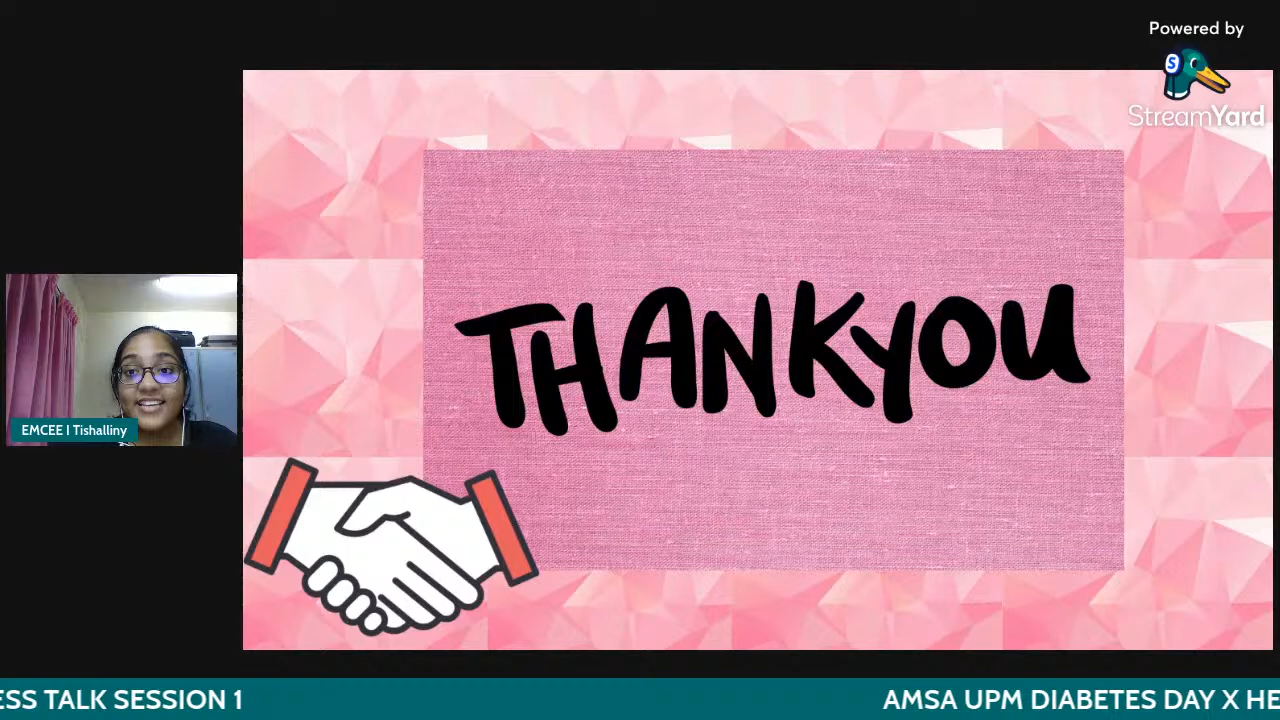 Powered by
S
StreamYard
THANKYOU
EMCEE I Tishalliny
ESS TALK SESSION 1
AMSA UPM DIABETES DAY X HE